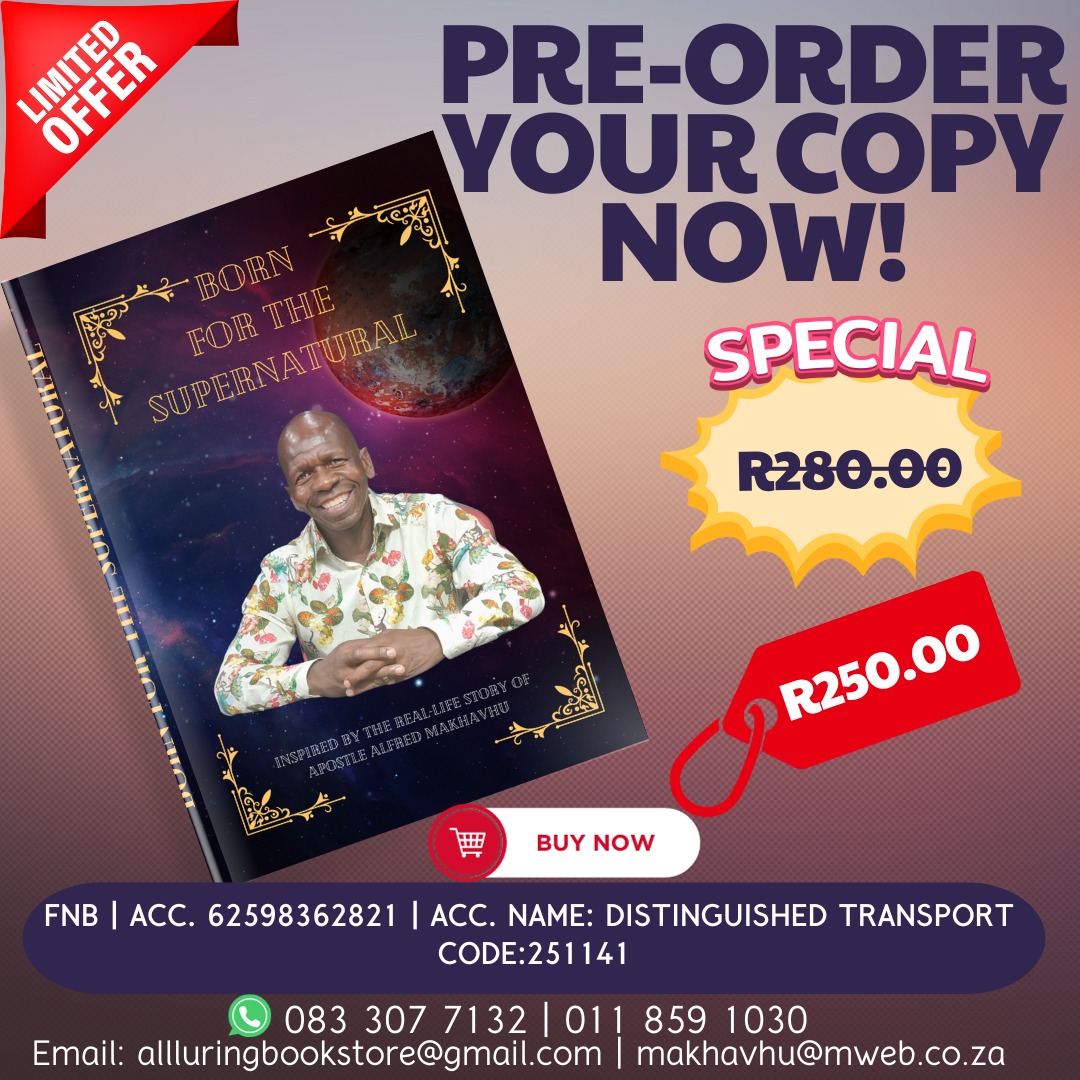 LIMITED
OFFER
PRE-ORDER
YOUR COPY
NOW!
BORN
FOR THE
SUPERNATURAL
BORN FOR THE SUPERNATURAL
INSPIRED BY THE REAL-LIFE STORY OF
APOSTLE ALFRED MAKHAVHU
SPECIAL
R280.00
R250.00
BUY NOW
FNB | ACC. 62598362821 | ACC. NAME: DISTINGUISHED TRANSPORT
CODE:251141
083 307 7132 | 011 859 1030
Email: allluringbookstore@gmail.com | makhavhu@mweb.co.za